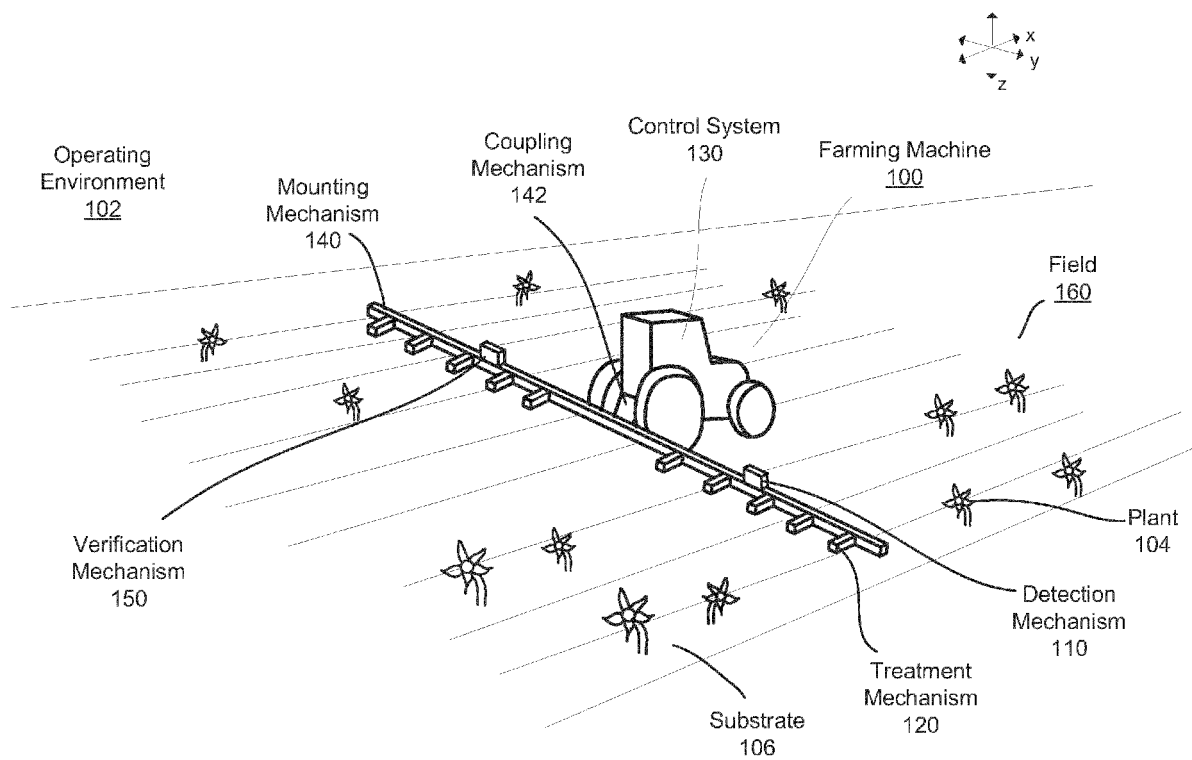 x
y
z
Control System
130
Coupling
Mechanism
142
Farming Machine
100
Operating
Environment
102
Mounting
Mechanism
140
Field
160
Plant
104
Verification
Mechanism
150
Detection
Mechanism
110
Treatment
Mechanism
120
Substrate
106